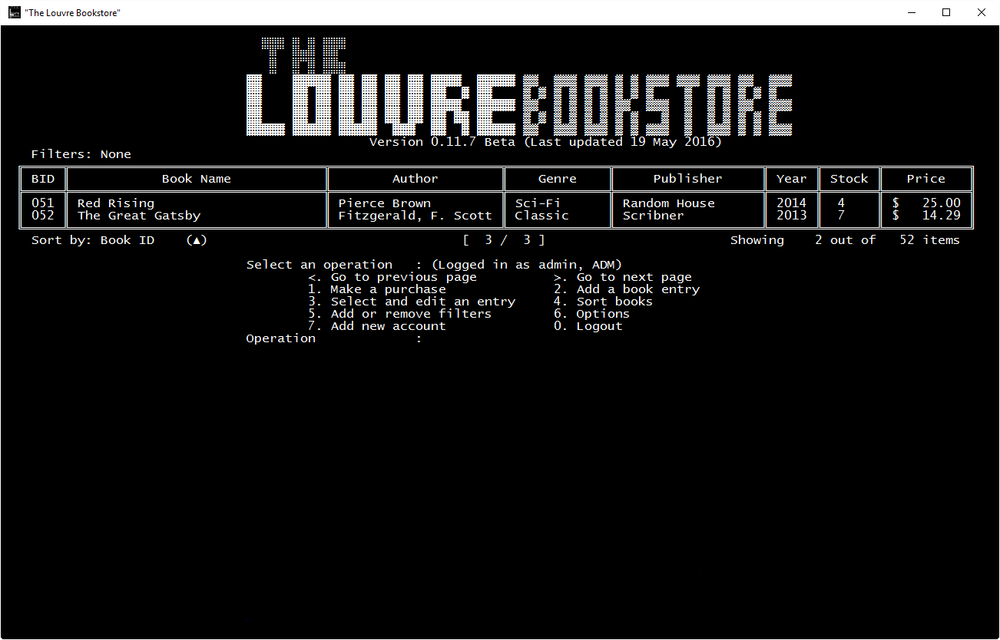 "The Louvre Bookstore"
THE
LOUVRE BOOKSTORE
Version 0.11.7 Beta (Last updated 19 May 2016)
Filters: None
BID Book Name Author Genre Publisher Year Stock Price
051 Red Rising Pierce Brown Sci-Fi Random House 2014 4 $ 25.00
052 The Great Gatsby Fitzgerald, F. Scott Classic Scribner 2013 7 $ 14.29
Sort by: Book ID (▲) [ 3 / 3 ] Showing 2 out of 52 items
Select an operation : (Logged in as admin, ADM)
<. Go to previous page >. Go to next page
1. Make a purchase 2. Add a book entry
3. Select and edit an entry 4. Sort books
5. Add or remove filters 6. Options
7. Add new account 0. Logout
Operation :